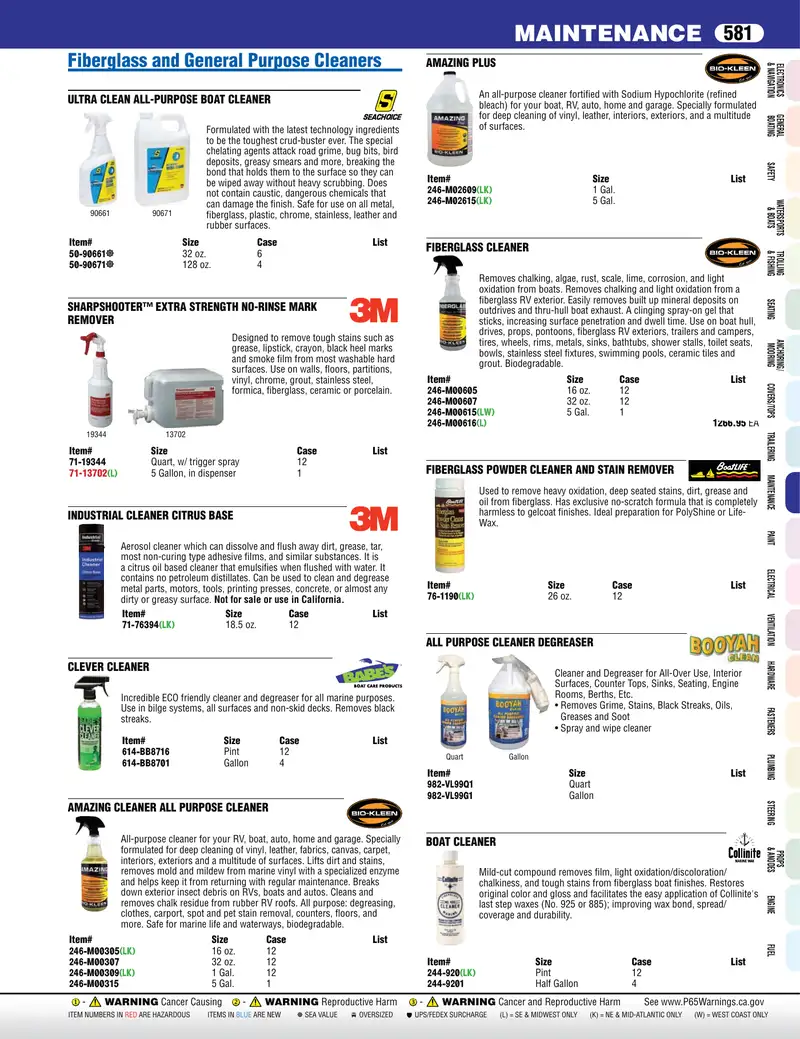 MAINTENANCE 581
Fiberglass and General Purpose Cleaners
ULTRA CLEAN ALL-PURPOSE BOAT CLEANER
SEACHOICE
Formulated with the latest technology ingredients
to be the toughest crud-buster ever. The special
chelating agents attack road grime, bug bits, bird
deposits, greasy smears and more, breaking the
bond that holds them to the surface so they can
be wiped away without heavy scrubbing. Does
not contain caustic, dangerous chemicals that
can damage the finish. Safe for use on all metal,
fiberglass, plastic, chrome, stainless, leather and
rubber surfaces.
90661 90671
Item# Size Case List
50-90661 32 oz. 6
50-90671 128 oz. 4
SHARPSHOOTER™ EXTRA STRENGTH NO-RINSE MARK
REMOVER
3M
Designed to remove tough stains such as
grease, lipstick, crayon, black heel marks
and smoke film from most washable hard
surfaces. Use on walls, floors, partitions,
vinyl, chrome, grout, stainless steel,
formica, fiberglass, ceramic or porcelain.
19344 13702
Item# Size Case List
71-19344 Quart, w/ trigger spray 12
71-13702(L) 5 Gallon, in dispenser 1
INDUSTRIAL CLEANER CITRUS BASE
3M
Industrial
Cleaner
Aerosol cleaner which can dissolve and flush away dirt, grease, tar,
most non-curing type adhesive films, and similar substances. It is
a citrus oil based cleaner that emulsifies when flushed with water. It
contains no petroleum distillates. Can be used to clean and degrease
metal parts, motors, tools, printing presses, concrete, or almost any
dirty or greasy surface. Not for sale or use in California.
Item# Size Case List
71-76394(LK) 18.5 oz. 12
CLEVER CLEANER
BABE'S
BOAT CARE PRODUCTS
CLEVER
CLEANER
Incredible ECO friendly cleaner and degreaser for all marine purposes.
Use in bilge systems, all surfaces and non-skid decks. Removes black
streaks.
Item# Size Case List
614-BB8716 Pint 12
614-BB8701 Gallon 4
AMAZING CLEANER ALL PURPOSE CLEANER
BIO-KLEEN
AMAZING
All-purpose cleaner for your RV, boat, auto, home and garage. Specially
formulated for deep cleaning of vinyl, leather, fabrics, canvas, carpet,
interiors, exteriors and a multitude of surfaces. Lifts dirt and stains,
removes mold and mildew from marine vinyl with a specialized enzyme
and helps keep it from returning with regular maintenance. Breaks
down exterior insect debris on RVs, boats and autos. Cleans and
removes chalk residue from rubber RV roofs. All purpose: degreasing,
clothes, carport, spot and pet stain removal, counters, floors, and
more. Safe for marine life and waterways, biodegradable.
Item# Size Case List
246-M00305(LK) 16 oz. 12
246-M00307 32 oz. 12
246-M00309(LK) 1 Gal. 12
246-M00315 5 Gal. 1
AMAZING PLUS
BIO-KLEEN
AMAZING
BIO-KLEEN
An all-purpose cleaner fortified with Sodium Hypochlorite (refined
bleach) for your boat, RV, auto, home and garage. Specially formulated
for deep cleaning of vinyl, leather, interiors, exteriors, and a multitude
of surfaces.
Item# Size List
246-M02609(LK) 1 Gal.
246-M02615(LK) 5 Gal.
FIBERGLASS CLEANER
BIO-KLEEN
Removes chalking, algae, rust, scale, lime, corrosion, and light
oxidation from boats. Removes chalking and light oxidation from a
fiberglass RV exterior. Easily removes built up mineral deposits on
outdrives and thru-hull boat exhaust. A clinging spray-on gel that
sticks, increasing surface penetration and dwell time. Use on boat hull,
drives, props, pontoons, fiberglass RV exteriors, trailers and campers,
tires, wheels, rims, metals, sinks, bathtubs, shower stalls, toilet seats,
bowls, stainless steel fixtures, swimming pools, ceramic tiles and
grout. Biodegradable.
Item# Size Case List
246-M00605 16 oz. 12
246-M00607 32 oz. 12
246-M00615(LW) 5 Gal. 1
246-M00616(L) 1266.95 EA
FIBERGLASS POWDER CLEANER AND STAIN REMOVER
BoatLIFE
Used to remove heavy oxidation, deep seated stains, dirt, grease and
oil from fiberglass. Has exclusive no-scratch formula that is completely
harmless to gelcoat finishes. Ideal preparation for PolyShine or Life-
Wax.
Item# Size Case List
76-1190(LK) 26 oz. 12
ALL PURPOSE CLEANER DEGREASER
BOOYAH
CLEAN
Cleaner and Degreaser for All-Over Use, Interior
Surfaces, Counter Tops, Sinks, Seating, Engine
Rooms, Berths, Etc.
• Removes Grime, Stains, Black Streaks, Oils,
Greases and Soot
• Spray and wipe cleaner
BOOYAH BOOYAH
Quart Gallon
Item# Size List
982-VL99Q1 Quart
982-VL99G1 Gallon
BOAT CLEANER
Collinite
Mild-cut compound removes film, light oxidation/discoloration/
chalkiness, and tough stains from fiberglass boat finishes. Restores
original color and gloss and facilitates the easy application of Collinite's
last step waxes (No. 925 or 885); improving wax bond, spread/
coverage and durability.
Item# Size Case List
244-920(LK) Pint 12
244-9201 Half Gallon 4
ELECTRONICS
& NAVIGATION
GENERAL
BOATING
SAFETY
WATERSPORTS
& BOATS
TROLLING
& FISHING
SEATING
ANCHORING/
MOORING
COVERS/TOPS
TRAILERING
MAINTENANCE
PAINT
ELECTRICAL
VENTILATION
HARDWARE
FASTENERS
PLUMBING
STEERING
PROPS
& ANODES
ENGINE
FUEL
1 - WARNING Cancer Causing 2 - WARNING Reproductive Harm 3 - WARNING Cancer and Reproductive Harm See www.P65Warnings.ca.gov
ITEM NUMBERS IN RED ARE HAZARDOUS ITEMS IN BLUE ARE NEW SEA VALUE OVERSIZED UPS/FEDEX SURCHARGE (L) = SE & MIDWEST ONLY (K) = NE & MID-ATLANTIC ONLY (W) = WEST COAST ONLY